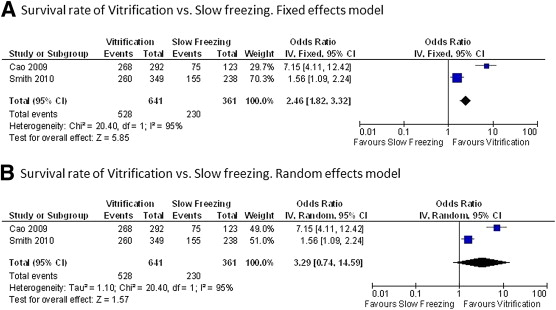 A Survival rate of Vitrification vs. Slow freezing. Fixed effects model
Vitrification Slow Freezing Odds Ratio Odds Ratio
Study or Subgroup Events Total Events Total Weight IV, Fixed, 95% CI IV, Fixed, 95% CI
Cao 2009 268 292 75 123 29.7% 7.15 [4.11, 12.42]
Smith 2010 260 349 155 238 70.3% 1.56 [1.09, 2.24]
Total (95% CI) 641 361 100.0% 2.46 [1.82, 3.32]
Total events 528 230
Heterogeneity: Chi² = 20.40, df = 1; I² = 95%
Test for overall effect: Z = 5.85
0.01 0.1 1 10 100
Favours Slow Freezing Favours Vitrification
B Survival rate of Vitrification vs. Slow freezing. Random effects model
Vitrification Slow Freezing Odds Ratio Odds Ratio
Study or Subgroup Events Total Events Total Weight IV, Random, 95% CI IV, Random, 95% CI
Cao 2009 268 292 75 123 49.0% 7.15 [4.11, 12.42]
Smith 2010 260 349 155 238 51.0% 1.56 [1.09, 2.24]
Total (95% CI) 641 361 100.0% 3.29 [0.74, 14.59]
Total events 528 230
Heterogeneity: Tau² = 1.10; Chi² = 20.40, df = 1; I² = 95%
Test for overall effect: Z = 1.57
0.01 0.1 1 10 100
Favours Slow Freezing Favours Vitrification